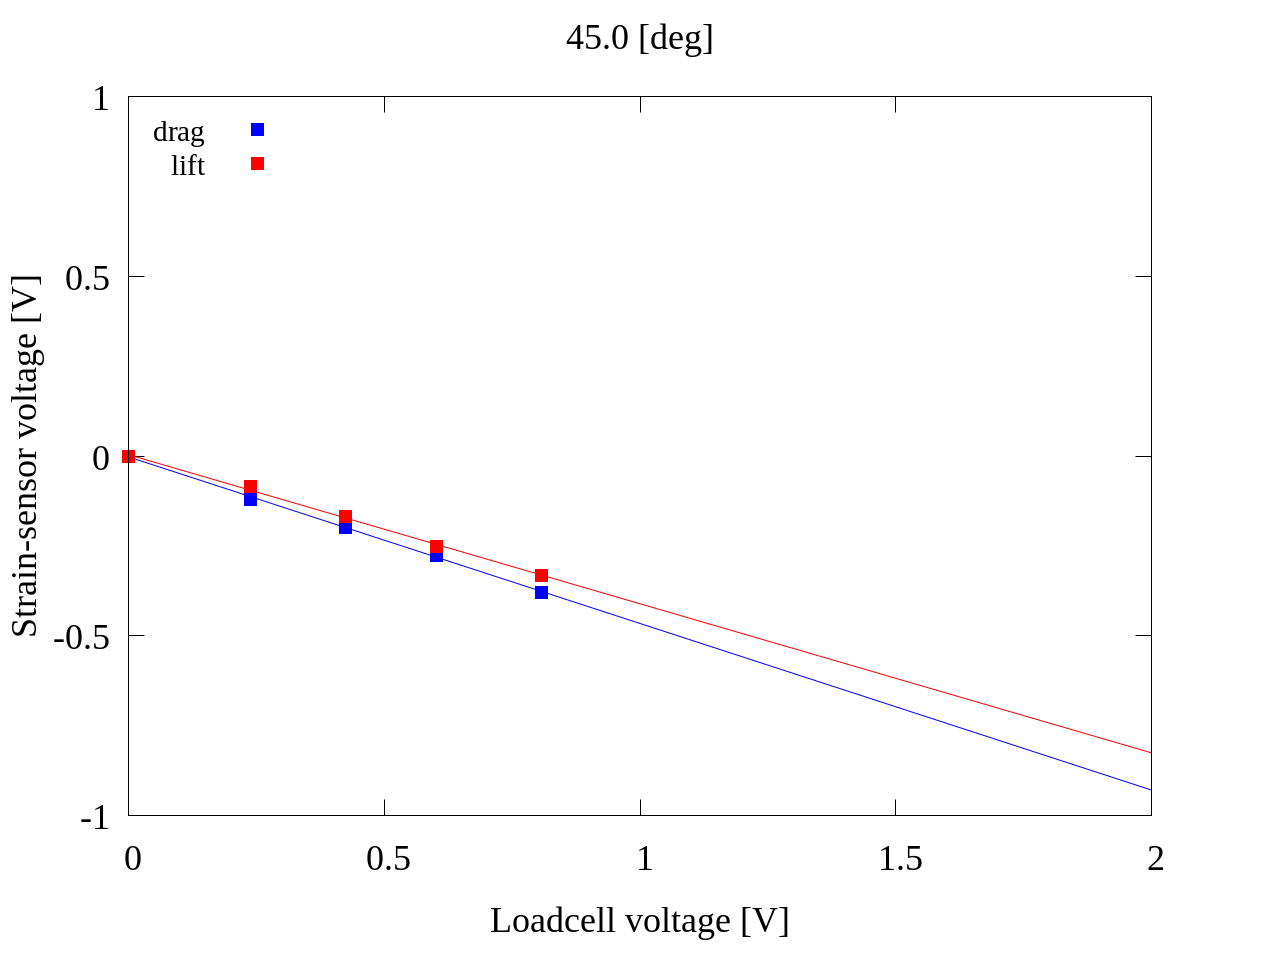 45.0 [deg]
drag
lift
1
0.5
0
-0.5
-1
Strain-sensor voltage [V]
0 0.5 1 1.5 2
Loadcell voltage [V]